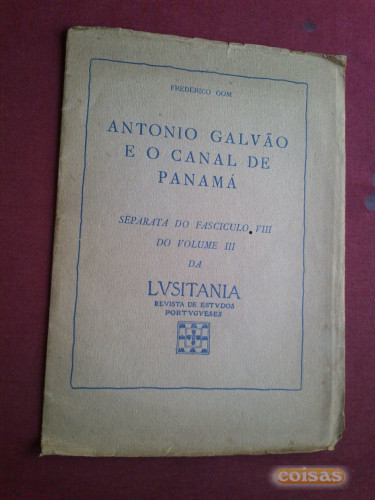 FREDERICO OOM
ANTONIO GALVÃO
E O CANAL DE
PANAMÁ
SEPARATA DO FASCICULO VIII
DO VOLUME III
DA
LVSITANIA
REVISTA DE ESTVDOS
PORTVGVESES
coisas